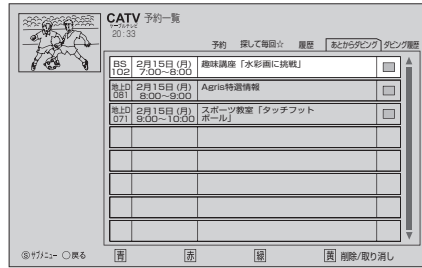 CATV 予約一覧
ケーブルテレビ
20:33
予約 探して毎回☆ 履歴 あとからダビング ダビング履歴
BS 102 2月15日(月) 7:00〜8:00 趣味講座「水彩画に挑戦」
地上D 081 2月15日(月) 8:00〜9:00 Agris特選情報
地上D 071 2月15日(月) 9:00〜10:00 スポーツ教室「タッチフットボール」
Ⓢサブメニュー ○戻る 青 赤 緑 黄 削除/取り消し